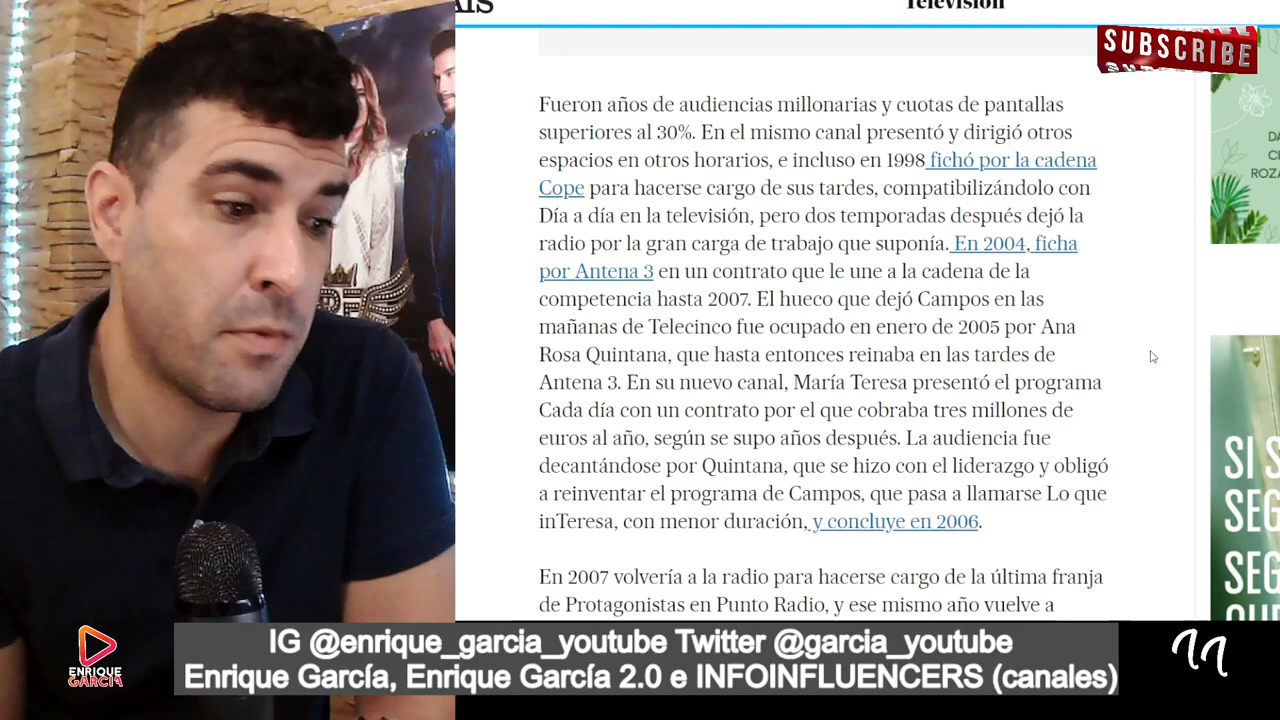 AÍS
Televisión
SUBSCRIBE
Fueron años de audiencias millonarias y cuotas de pantallas
superiores al 30%. En el mismo canal presentó y dirigió otros
espacios en otros horarios, e incluso en 1998 fichó por la cadena
Cope para hacerse cargo de sus tardes, compatibilizándolo con
Día a día en la televisión, pero dos temporadas después dejó la
radio por la gran carga de trabajo que suponía. En 2004, ficha
por Antena 3 en un contrato que le une a la cadena de la
competencia hasta 2007. El hueco que dejó Campos en las
mañanas de Telecinco fue ocupado en enero de 2005 por Ana
Rosa Quintana, que hasta entonces reinaba en las tardes de
Antena 3. En su nuevo canal, María Teresa presentó el programa
Cada día con un contrato por el que cobraba tres millones de
euros al año, según se supo años después. La audiencia fue
decantándose por Quintana, que se hizo con el liderazgo y obligó
a reinventar el programa de Campos, que pasa a llamarse Lo que
inTeresa, con menor duración, y concluye en 2006.
En 2007 volvería a la radio para hacerse cargo de la última franja
de Protagonistas en Punto Radio, y ese mismo año vuelve a
DA
CE
ROZA
SI S
SEG
SEG
IG @enrique_garcia_youtube Twitter @garcia_youtube
Enrique García, Enrique García 2.0 e INFOINFLUENCERS (canales)
ENRIQUE
GARCÍA